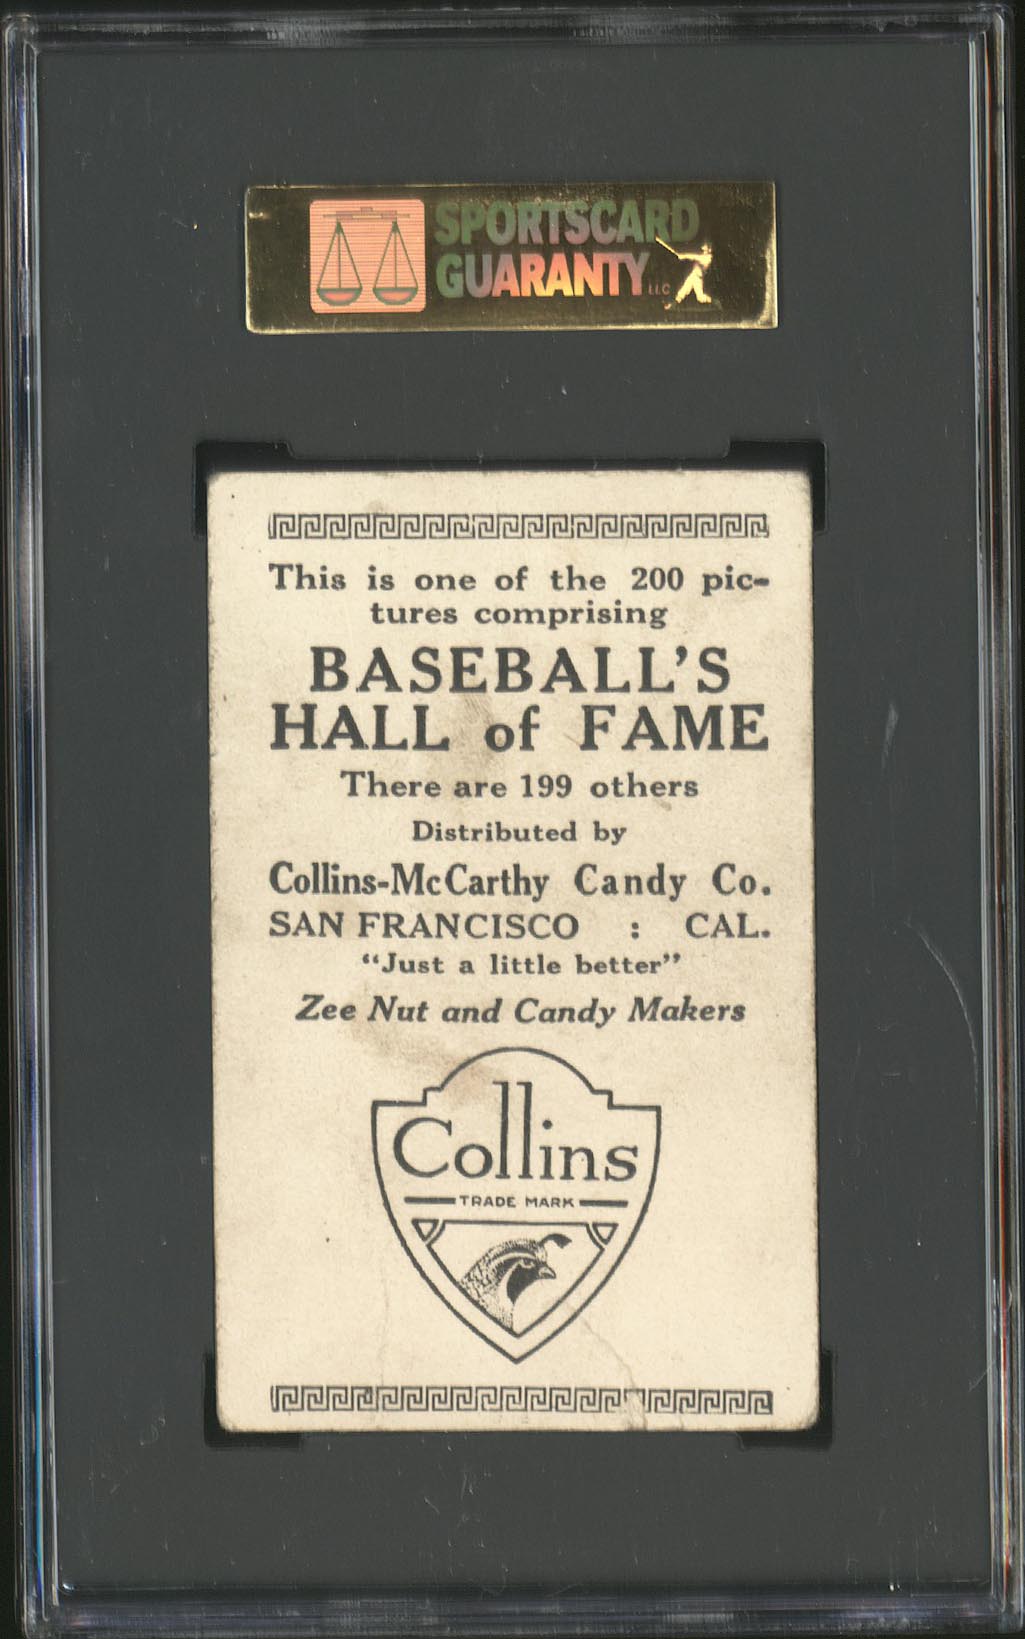 SPORTSCARD
GUARANTY LLC
This is one of the 200 pic-
tures comprising
BASEBALL'S
HALL of FAME
There are 199 others
Distributed by
Collins-McCarthy Candy Co.
SAN FRANCISCO : CAL.
“Just a little better”
Zee Nut and Candy Makers
Collins
TRADE MARK